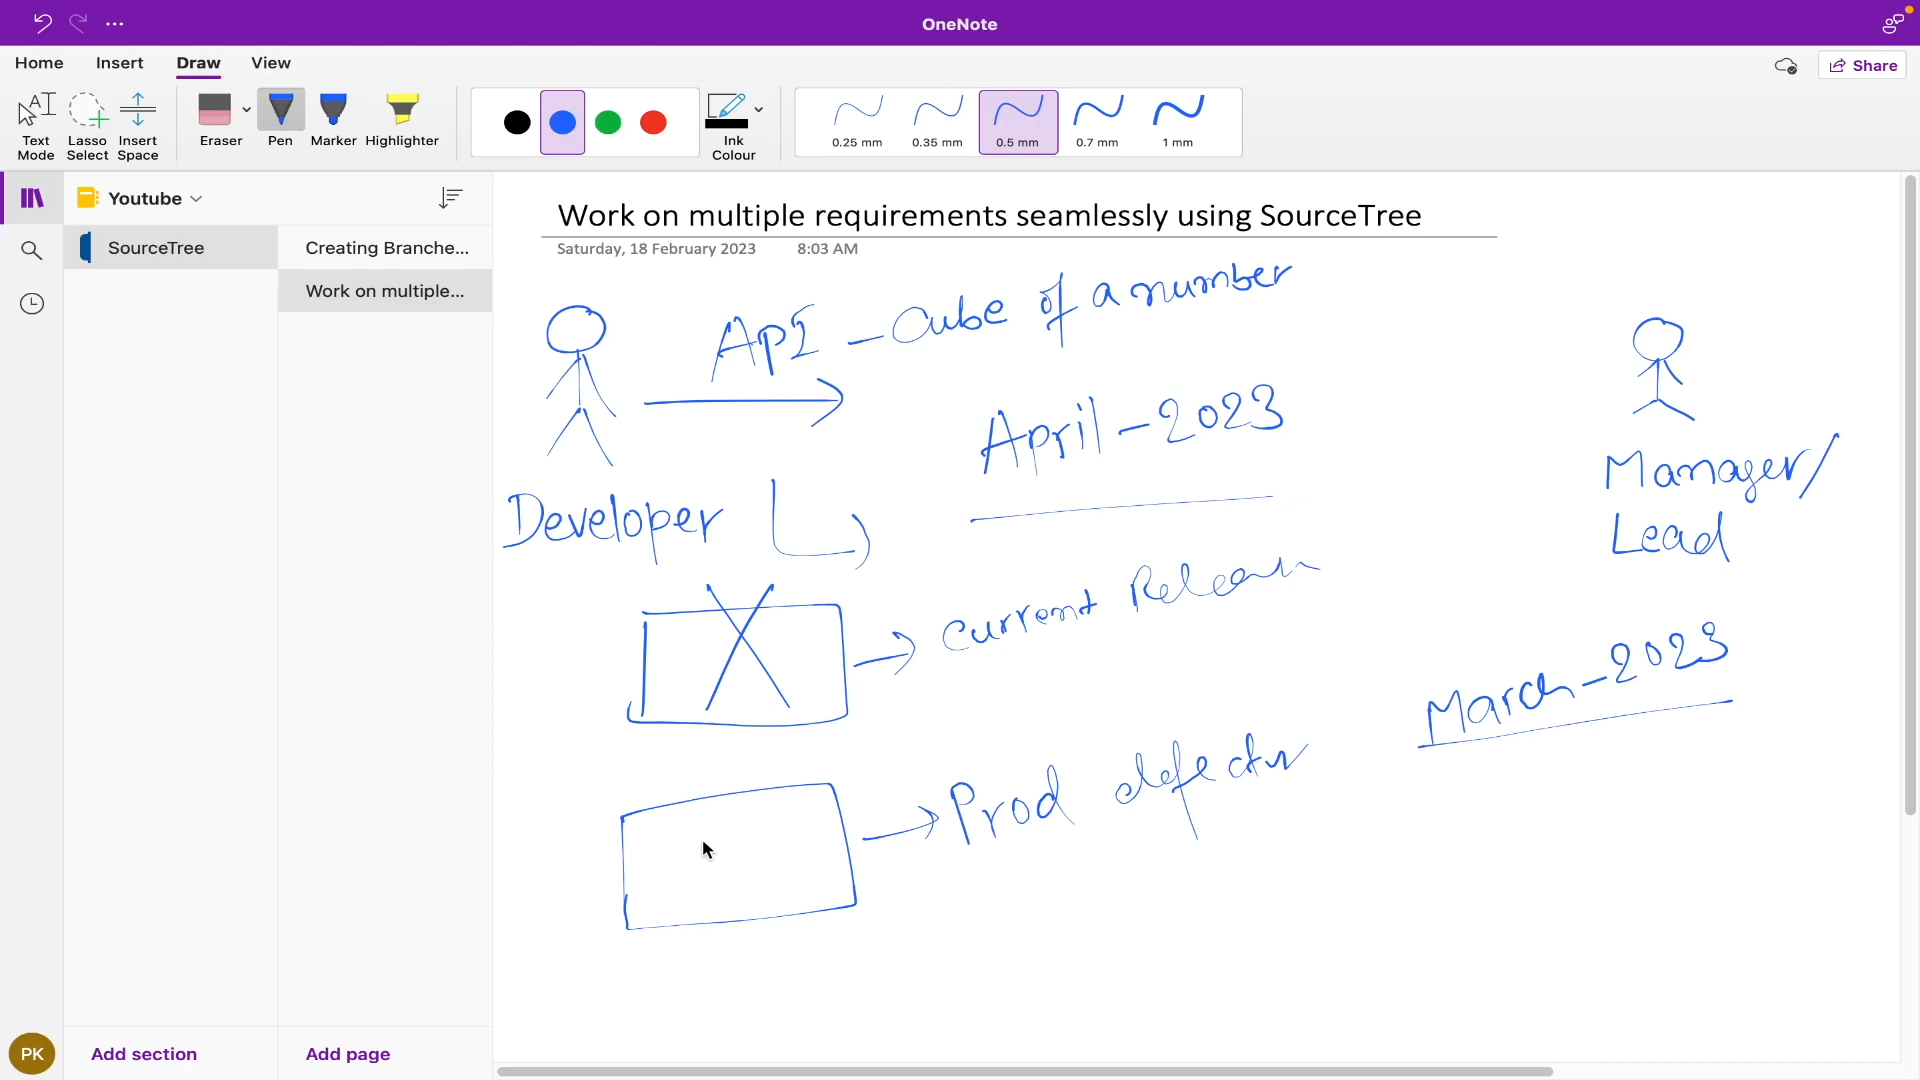 OneNote
Home Insert Draw View
Share
Text Mode
Lasso Select
Insert Space
Eraser
Pen
Marker
Highlighter
Ink Colour
0.25 mm
0.35 mm
0.5 mm
0.7 mm
1 mm
Youtube
SourceTree
Creating Branche...
Work on multiple...
Work on multiple requirements seamlessly using SourceTree
Saturday, 18 February 2023 8:03 AM
API - Cube of a number
April - 2023
Developer
Manager/
Lead
Current
March - 2023
Prod
PK
Add section
Add page